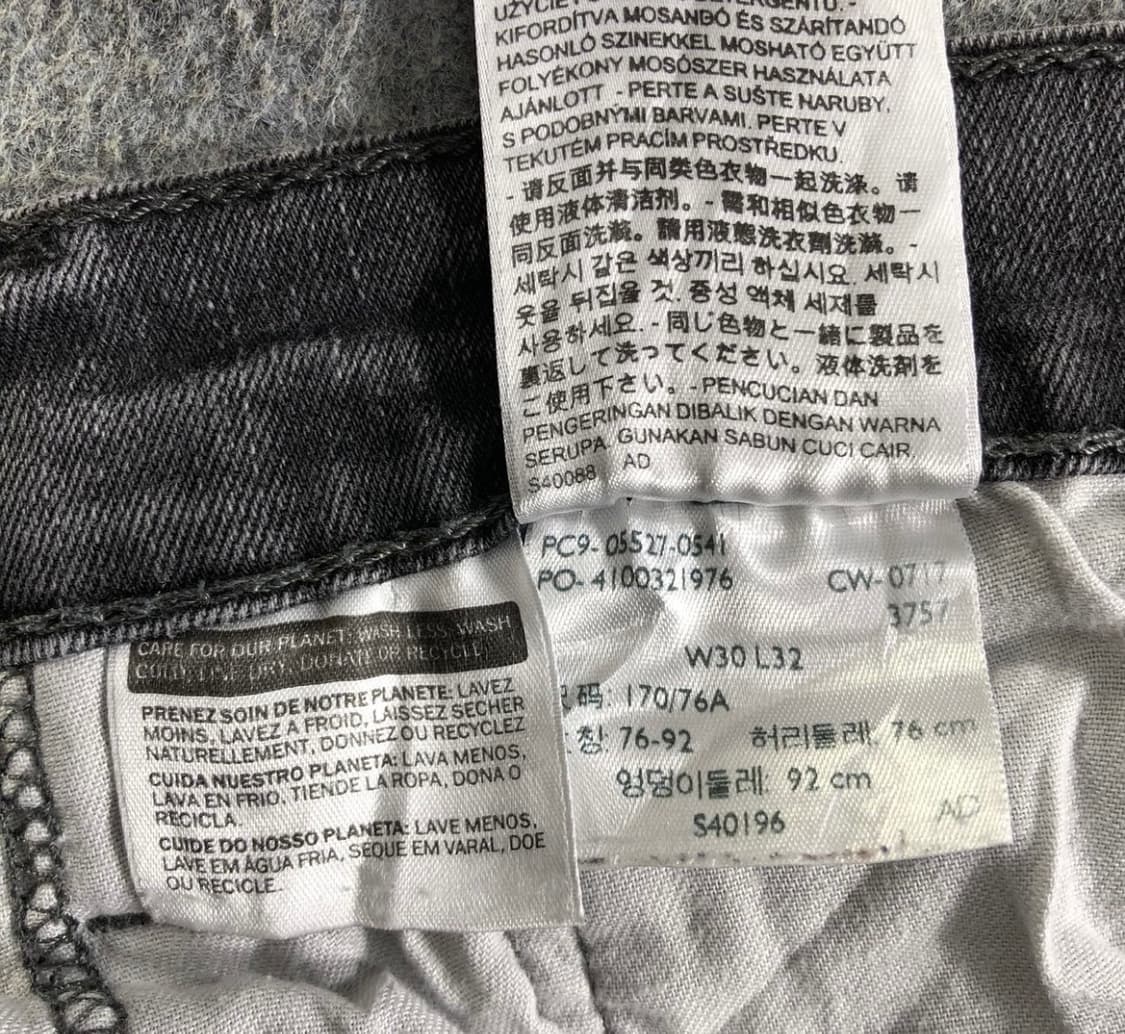 KIFORDÍTVA MOSANDÓ ÉS SZÁRÍTANDÓ
HASONLÓ SZINEKKEL MOSHATÓ EGYÜTT
FOLYÉKONY MOSÓSZER HASZNÁLATA
AJÁNLOTT - PERTE A SUŠTE NARUBY.
S PODOBNÝMI BARVAMI. PERTE V
TEKUTÉM PRACÍM PROSTŘEDKU.
- 请反面并与同类色衣物一起洗涤。请
使用液体清洁剂。- 需和相似色衣物一
同反面洗滌。請用液態洗衣劑洗滌。-
세탁시 같은 색상끼리 하십시요. 세탁시
옷을 뒤집을 것. 중성 액체 세제를
사용하세요. - 同じ色物と一緒に製品を
裏返して洗ってください。液体洗剤を
ご使用下さい。- PENCUCIAN DAN
PENGERINGAN DIBALIK DENGAN WARNA
SERUPA. GUNAKAN SABUN CUCI CAIR.
S40088 AD
PC9- 05527-0541
PO- 4100321976 CW- 0717
3757
W30 L32
码: 170/76A
칭: 76-92 허리둘레: 76 cm
엉덩이둘레: 92 cm
S40196 AD
CARE FOR OUR PLANET: WASH LESS, WASH
COLD, LINE DRY, DONATE OR RECYCLE
PRENEZ SOIN DE NOTRE PLANETE: LAVEZ
MOINS, LAVEZ A FROID, LAISSEZ SECHER
NATURELLEMENT, DONNEZ OU RECYCLEZ
CUIDA NUESTRO PLANETA: LAVA MENOS,
LAVA EN FRIO, TIENDE LA ROPA, DONA O
RECICLA.
CUIDE DO NOSSO PLANETA: LAVE MENOS,
LAVE EM ÁGUA FRIA, SEQUE EM VARAL, DOE
OU RECICLE.